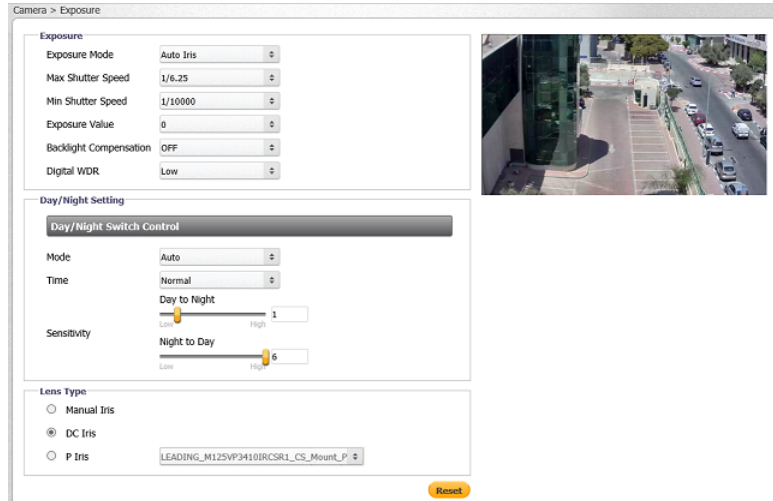 Camera > Exposure
Exposure
Exposure Mode Auto Iris
Max Shutter Speed 1/6.25
Min Shutter Speed 1/10000
Exposure Value 0
Backlight Compensation OFF
Digital WDR Low
Day/Night Setting
Day/Night Switch Control
Mode Auto
Time Normal
Sensitivity
Day to Night
1
Low High
Night to Day
6
Low High
Lens Type
Manual Iris
DC Iris
P Iris LEADING_M125VP3410IRCSR1_CS_Mount_P
Reset